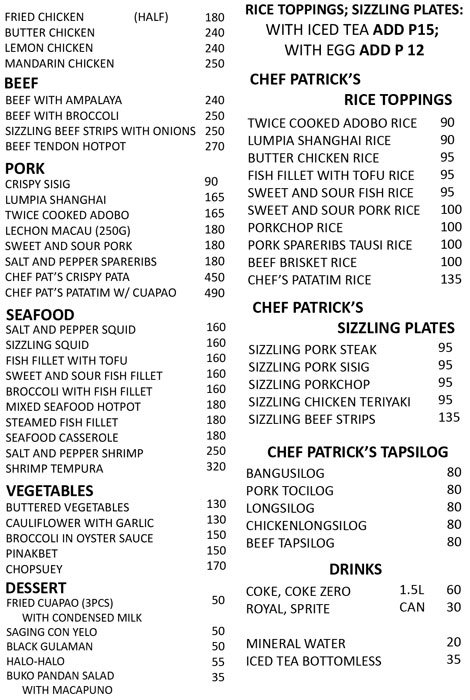 FRIED CHICKEN (HALF) 180
BUTTER CHICKEN 240
LEMON CHICKEN 240
MANDARIN CHICKEN 250
BEEF
BEEF WITH AMPALAYA 240
BEEF WITH BROCCOLI 250
SIZZLING BEEF STRIPS WITH ONIONS 250
BEEF TENDON HOTPOT 270
PORK
CRISPY SISIG 90
LUMPIA SHANGHAI 165
TWICE COOKED ADOBO 165
LECHON MACAU (250G) 180
SWEET AND SOUR PORK 180
SALT AND PEPPER SPARERIBS 180
CHEF PAT'S CRISPY PATA 450
CHEF PAT'S PATATIM W/ CUAPAO 490
SEAFOOD
SALT AND PEPPER SQUID 160
SIZZLING SQUID 160
FISH FILLET WITH TOFU 160
SWEET AND SOUR FISH FILLET 160
BROCCOLI WITH FISH FILLET 160
MIXED SEAFOOD HOTPOT 180
STEAMED FISH FILLET 180
SEAFOOD CASSEROLE 180
SALT AND PEPPER SHRIMP 250
SHRIMP TEMPURA 320
VEGETABLES
BUTTERED VEGETABLES 130
CAULIFLOWER WITH GARLIC 130
BROCCOLI IN OYSTER SAUCE 150
PINAKBET 150
CHOPSUEY 170
DESSERT
FRIED CUAPAO (3PCS) 50
WITH CONDENSED MILK
SAGING CON YELO 50
BLACK GULAMAN 50
HALO-HALO 55
BUKO PANDAN SALAD 35
WITH MACAPUNO
RICE TOPPINGS; SIZZLING PLATES:
WITH ICED TEA ADD P15;
WITH EGG ADD P 12
CHEF PATRICK'S
RICE TOPPINGS
TWICE COOKED ADOBO RICE 90
LUMPIA SHANGHAI RICE 90
BUTTER CHICKEN RICE 95
FISH FILLET WITH TOFU RICE 95
SWEET AND SOUR FISH RICE 95
SWEET AND SOUR PORK RICE 100
PORKCHOP RICE 100
PORK SPARERIBS TAUSI RICE 100
BEEF BRISKET RICE 100
CHEF'S PATATIM RICE 135
CHEF PATRICK'S
SIZZLING PLATES
SIZZLING PORK STEAK 95
SIZZLING PORK SISIG 95
SIZZLING PORKCHOP 95
SIZZLING CHICKEN TERIYAKI 95
SIZZLING BEEF STRIPS 135
CHEF PATRICK'S TAPSILOG
BANGUSILOG 80
PORK TOCILOG 80
LONGSILOG 80
CHICKENLONGSILOG 80
BEEF TAPSILOG 80
DRINKS
COKE, COKE ZERO 1.5L 60
ROYAL, SPRITE CAN 30
MINERAL WATER 20
ICED TEA BOTTOMLESS 35